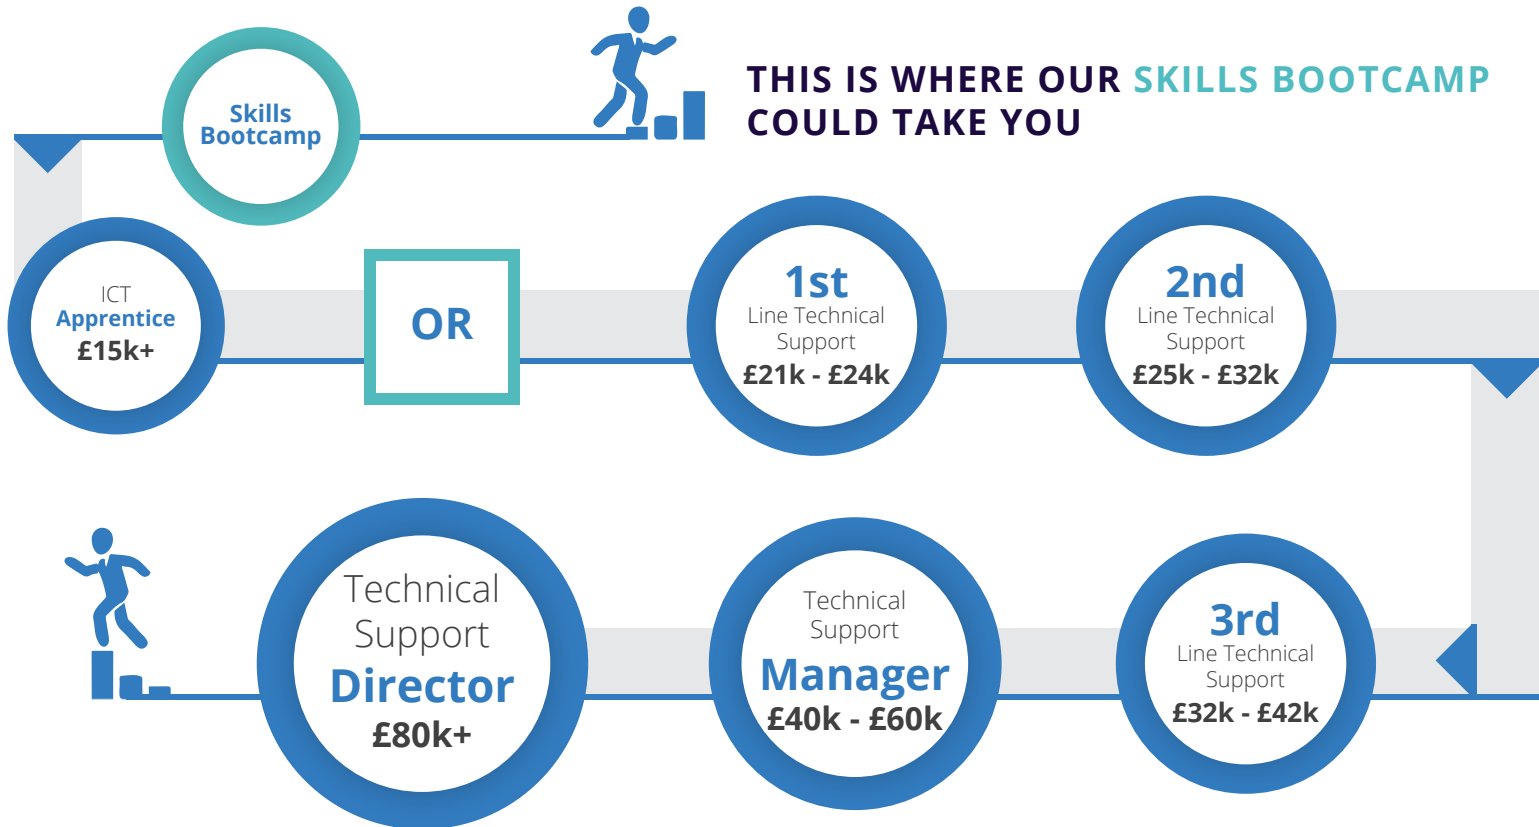 THIS IS WHERE OUR SKILLS BOOTCAMP
COULD TAKE YOU
Skills
Bootcamp
ICT
Apprentice
£15k+
OR
1st
Line Technical
Support
£21k - £24k
2nd
Line Technical
Support
£25k - £32k
3rd
Line Technical
Support
£32k - £42k
Technical
Support
Manager
£40k - £60k
Technical
Support
Director
£80k+